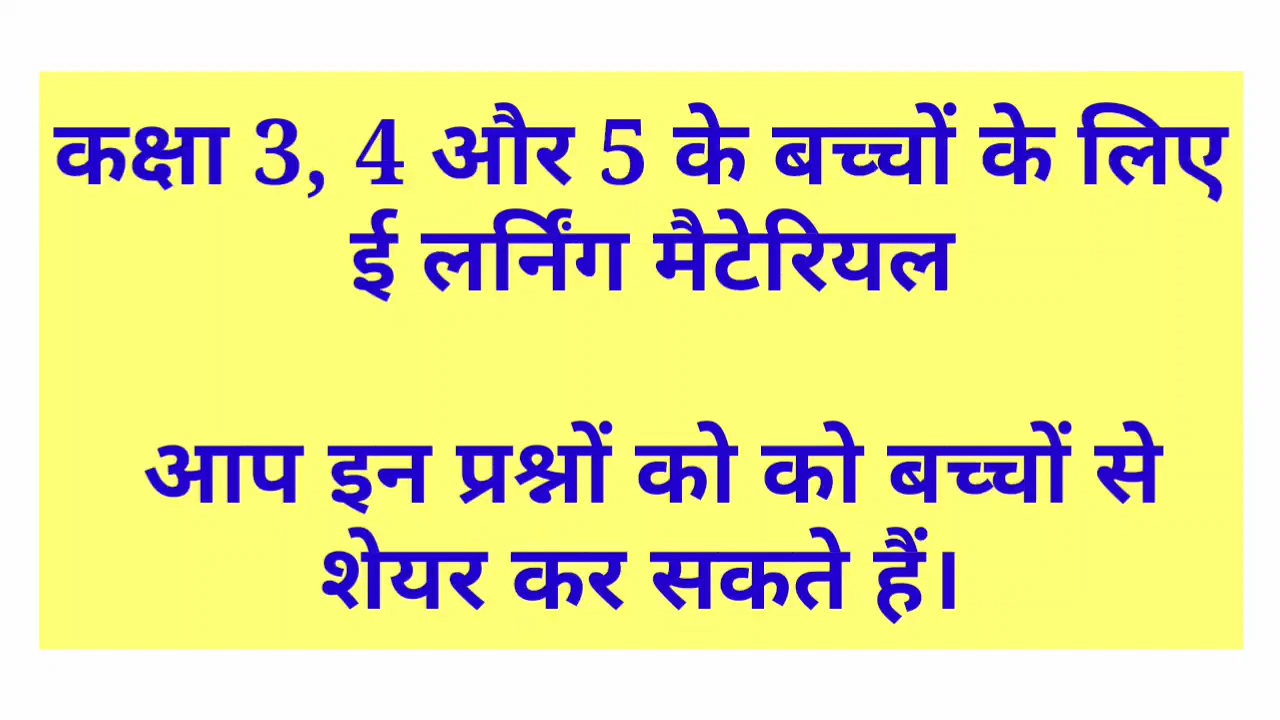 कक्षा 3, 4 और 5 के बच्चों के लिए
ई लर्निंग मैटेरियल
आप इन प्रश्नों को को बच्चों से
शेयर कर सकते हैं।